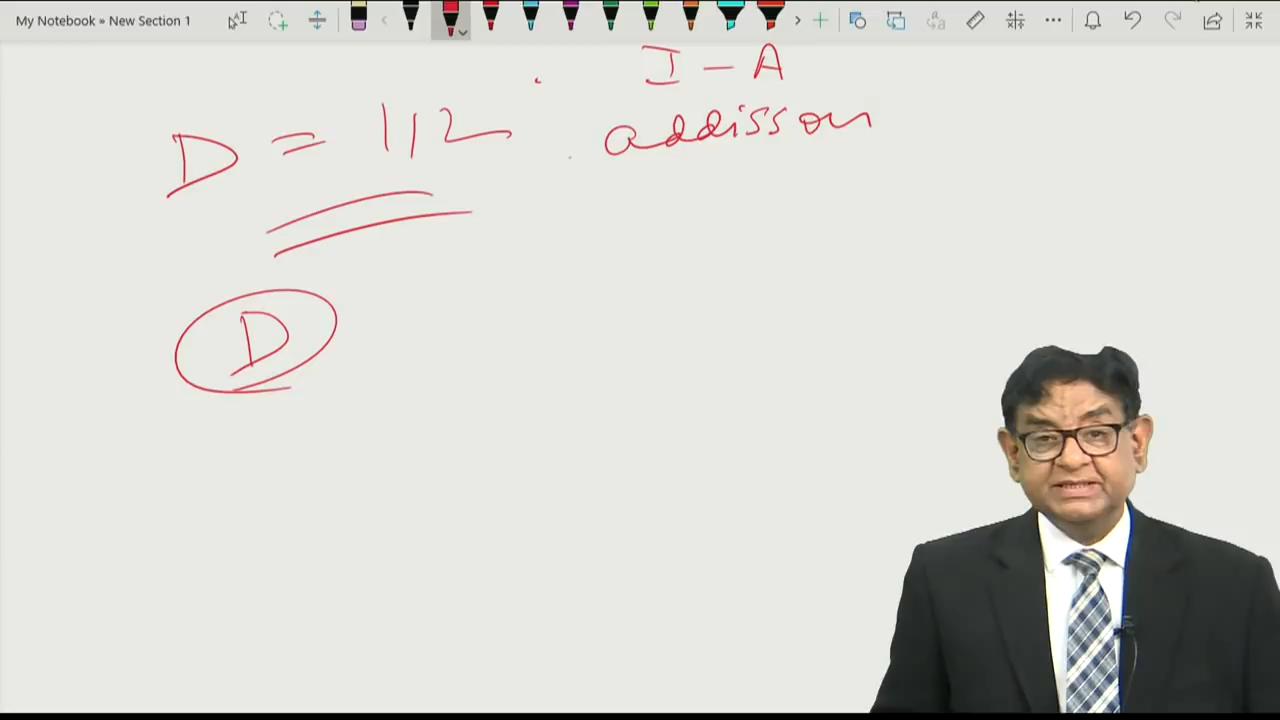 My Notebook » New Section 1
I - A
D = 112
addisson
D